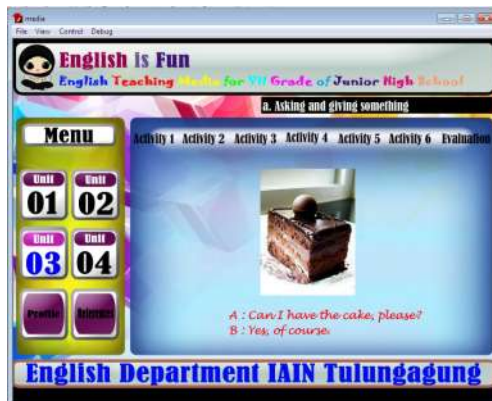 media
File View Control Debug
English is Fun
English Teaching Media for VII Grade of Junior High School
a. Asking and giving something
Menu
Activity 1 Activity 2 Activity 3 Activity 4 Activity 5 Activity 6 Evaluation
Unit Unit
01 02
Unit Unit
03 04
Profile References
A : Can I have the cake, please?
B : Yes, of course.
English Department IAIN Tulungagung